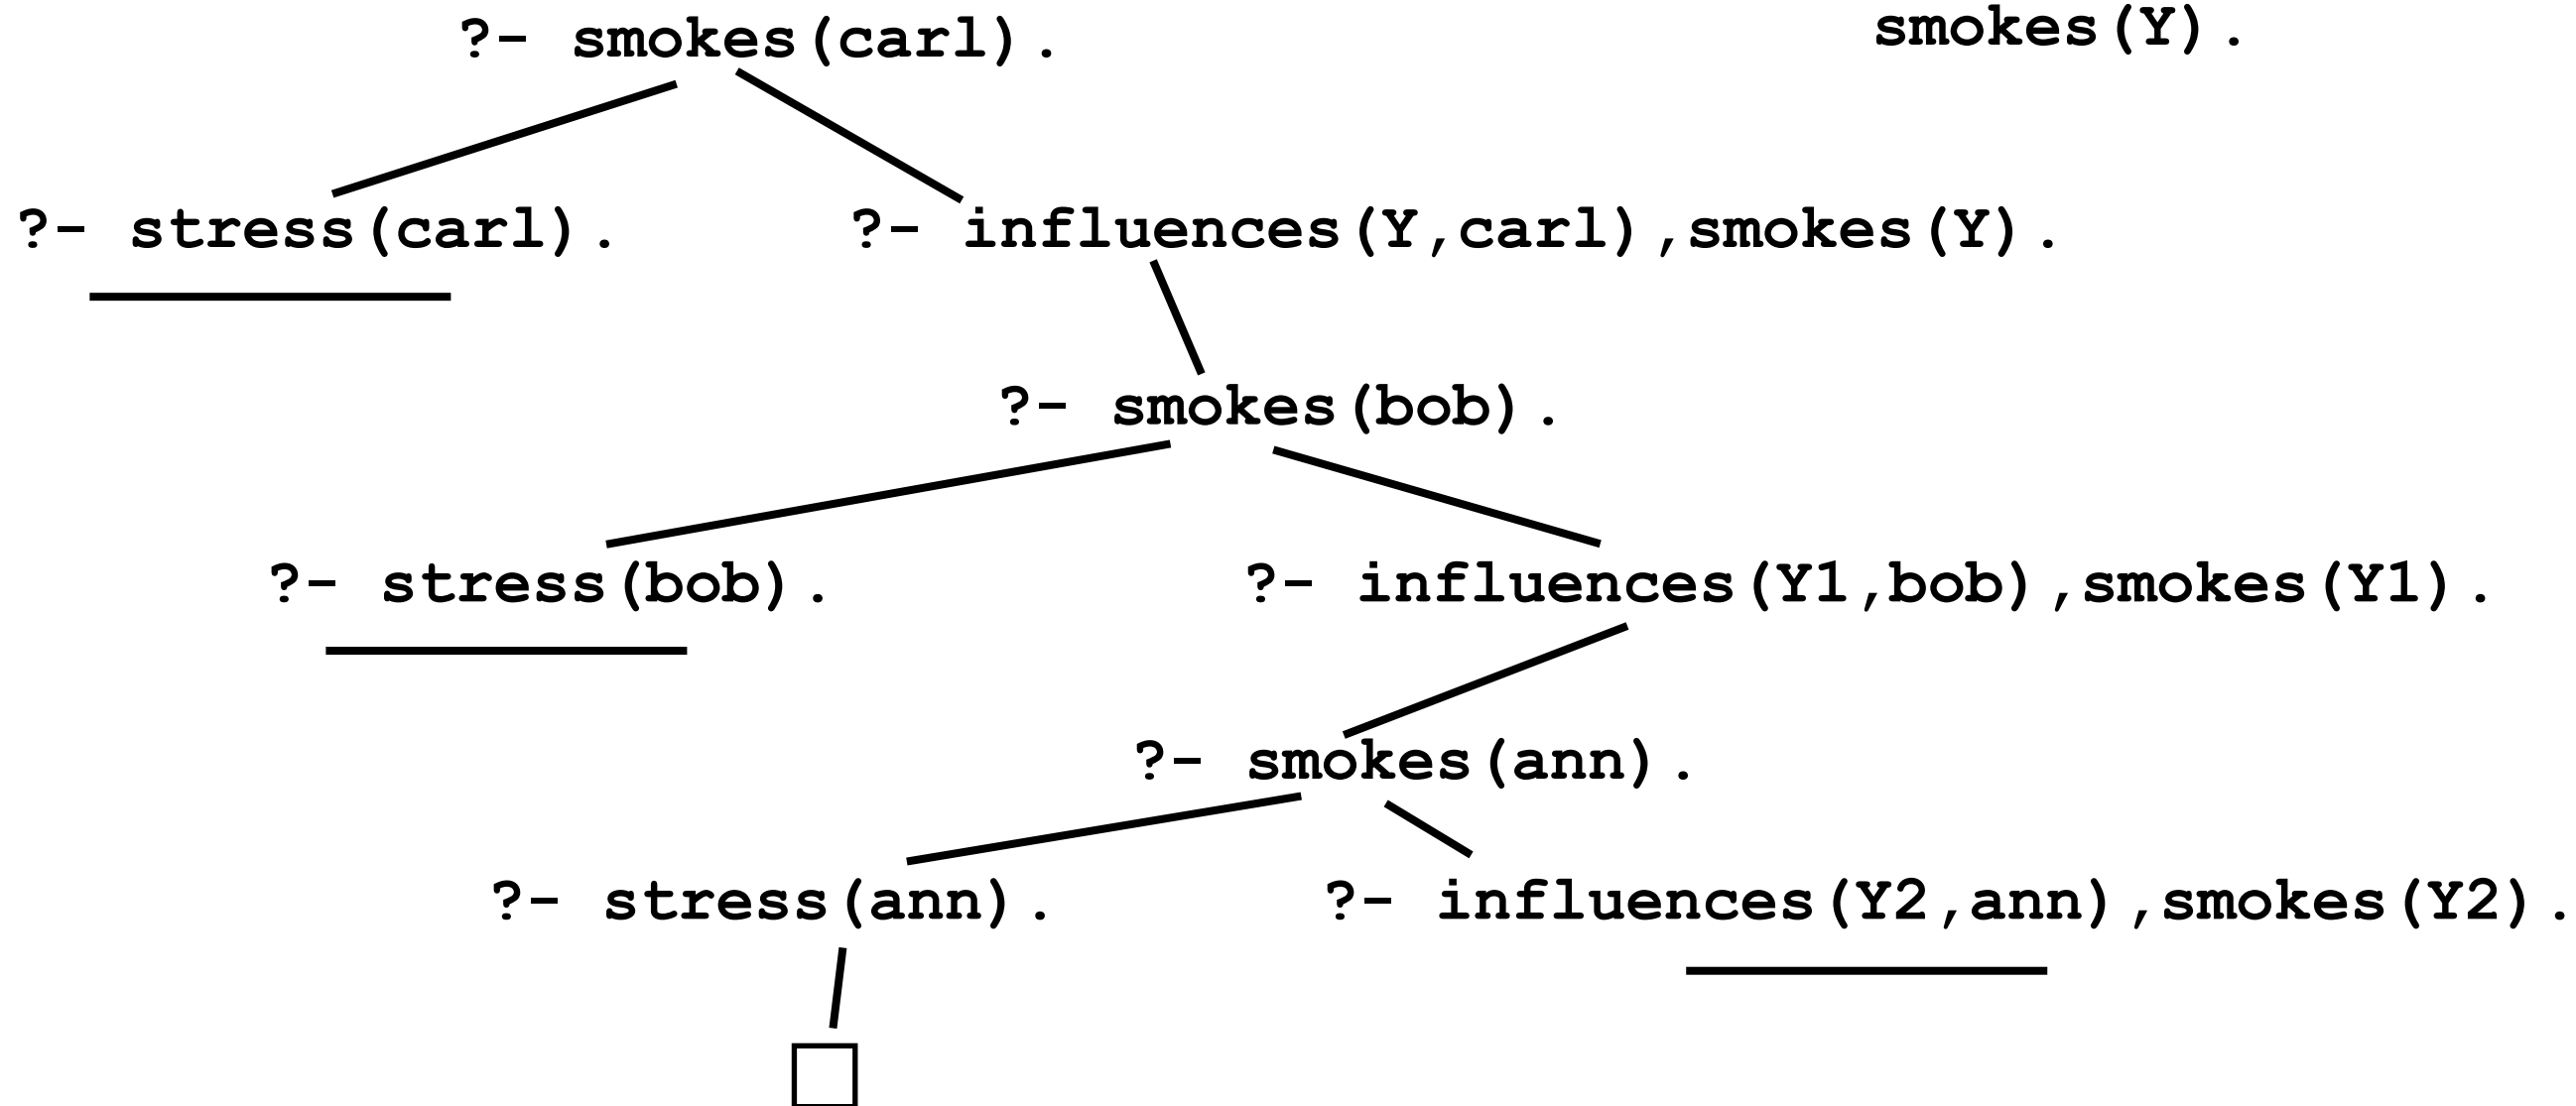 ?- smokes(carl).
smokes(Y).
?- stress(carl).
?- influences(Y,carl),smokes(Y).
?- smokes(bob).
?- stress(bob).
?- influences(Y1,bob),smokes(Y1).
?- smokes(ann).
?- stress(ann).
?- influences(Y2,ann),smokes(Y2).